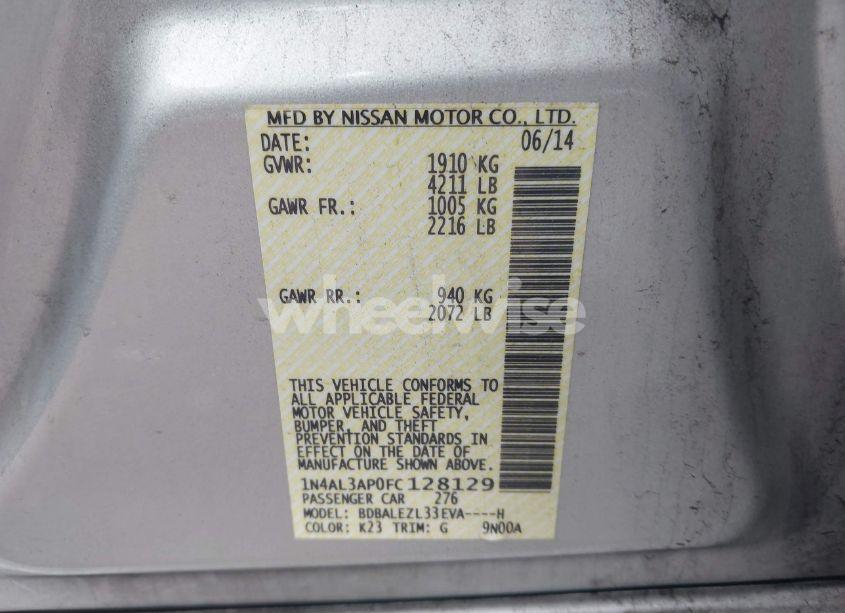 MFD BY NISSAN MOTOR CO., LTD.
DATE: 06/14
GVWR: 1910 KG
4211 LB
GAWR FR.: 1005 KG
2216 LB
GAWR RR.: 940 KG
2072 LB
wheelwise
THIS VEHICLE CONFORMS TO
ALL APPLICABLE FEDERAL
MOTOR VEHICLE SAFETY,
BUMPER, AND THEFT
PREVENTION STANDARDS IN
EFFECT ON THE DATE OF
MANUFACTURE SHOWN ABOVE.
1N4AL3AP0FC128129
PASSENGER CAR 276
MODEL: BDBALEZL33EVA----H
COLOR: K23 TRIM: G 9N00A